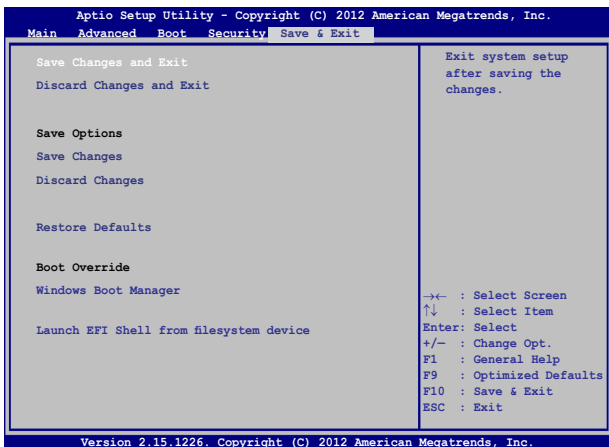 Aptio Setup Utility - Copyright (C) 2012 American Megatrends, Inc.
Main Advanced Boot Security Save & Exit
Save Changes and Exit
Discard Changes and Exit
Save Options
Save Changes
Discard Changes
Restore Defaults
Boot Override
Windows Boot Manager
Launch EFI Shell from filesystem device
Exit system setup
after saving the
changes.
→← : Select Screen
↑↓ : Select Item
Enter: Select
+/— : Change Opt.
F1 : General Help
F9 : Optimized Defaults
F10 : Save & Exit
ESC : Exit
Version 2.15.1226. Copyright (C) 2012 American Megatrends, Inc.